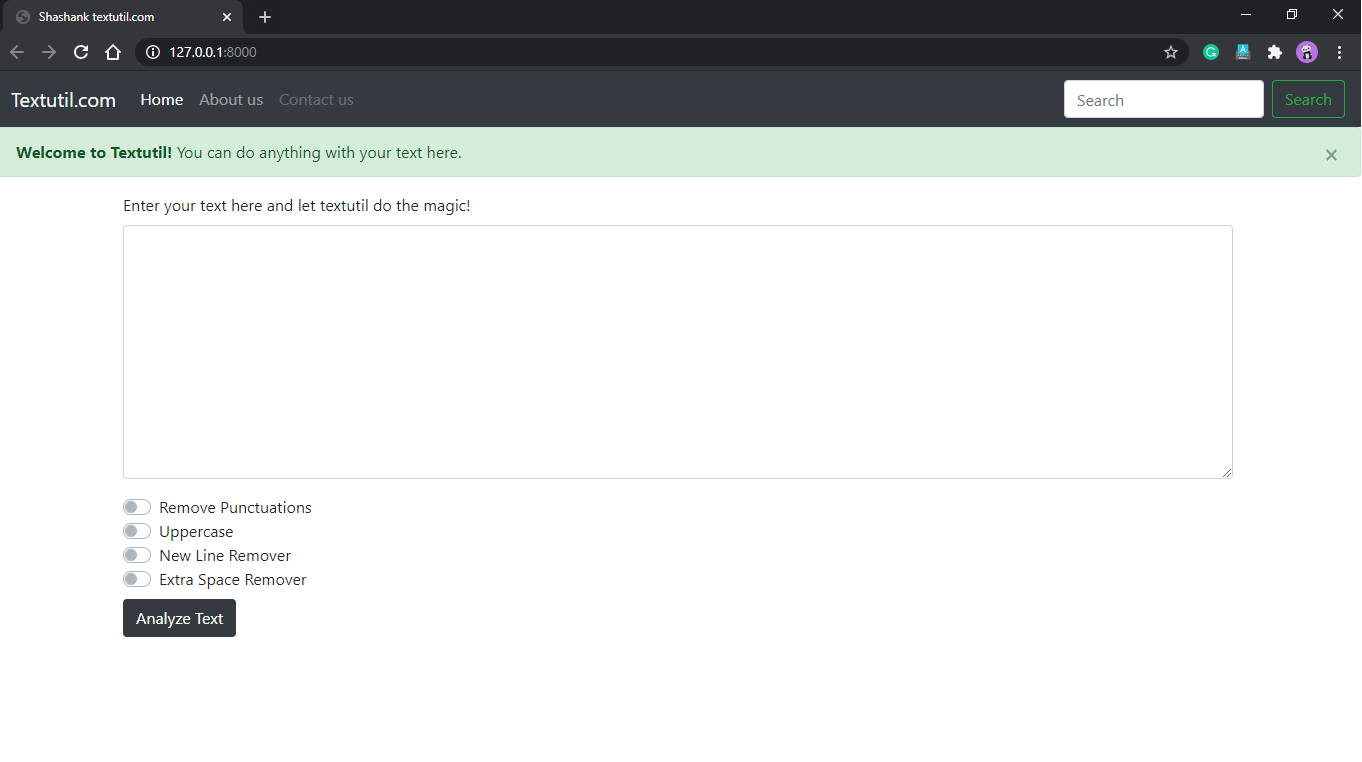 Shashank textutil.com
127.0.0.1:8000
Textutil.com Home About us Contact us Search Search
Welcome to Textutil! You can do anything with your text here.
Enter your text here and let textutil do the magic!
Remove Punctuations
Uppercase
New Line Remover
Extra Space Remover
Analyze Text